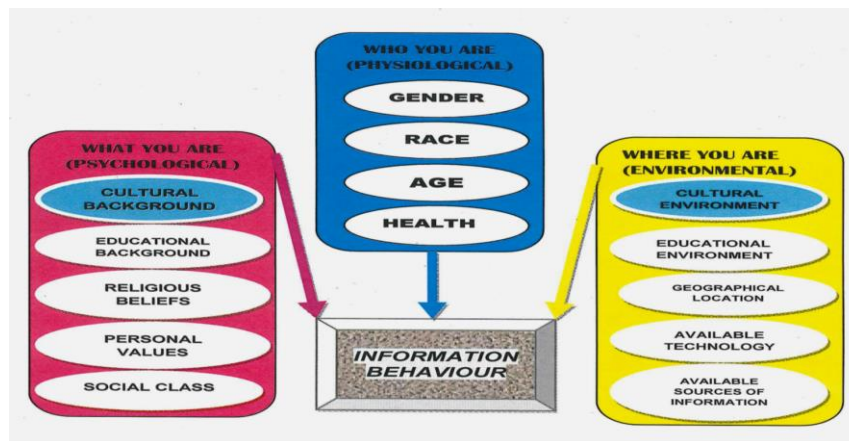 WHO YOU ARE
(PHYSIOLOGICAL)
GENDER
RACE
AGE
HEALTH
WHAT YOU ARE
(PSYCHOLOGICAL)
CULTURAL
BACKGROUND
EDUCATIONAL
BACKGROUND
RELIGIOUS
BELIEFS
PERSONAL
VALUES
SOCIAL CLASS
WHERE YOU ARE
(ENVIRONMENTAL)
CULTURAL
ENVIRONMENT
EDUCATIONAL
ENVIRONMENT
GEOGRAPHICAL
LOCATION
AVAILABLE
TECHNOLOGY
AVAILABLE
SOURCES OF
INFORMATION
INFORMATION
BEHAVIOUR